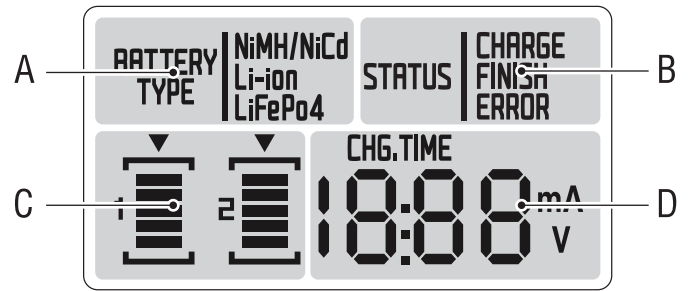 A
BATTERY TYPE
NiMH/NiCd
Li-ion
LiFePo4
STATUS
CHARGE
FINISH
ERROR
B
C
1
2
CHG.TIME
18:88
mA
V
D